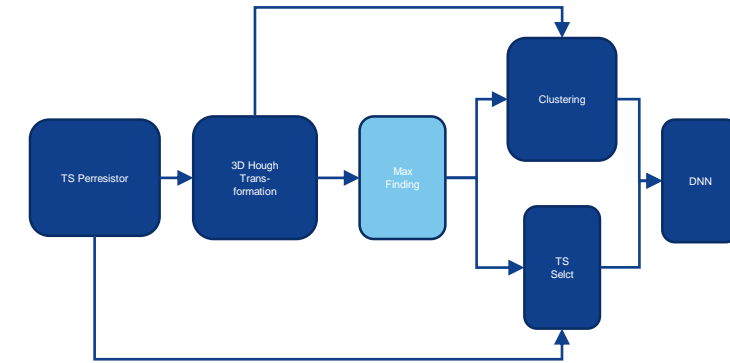 TS Perresistor
3D Hough
Trans-
formation
Max
Finding
Clustering
TS
Selct
DNN